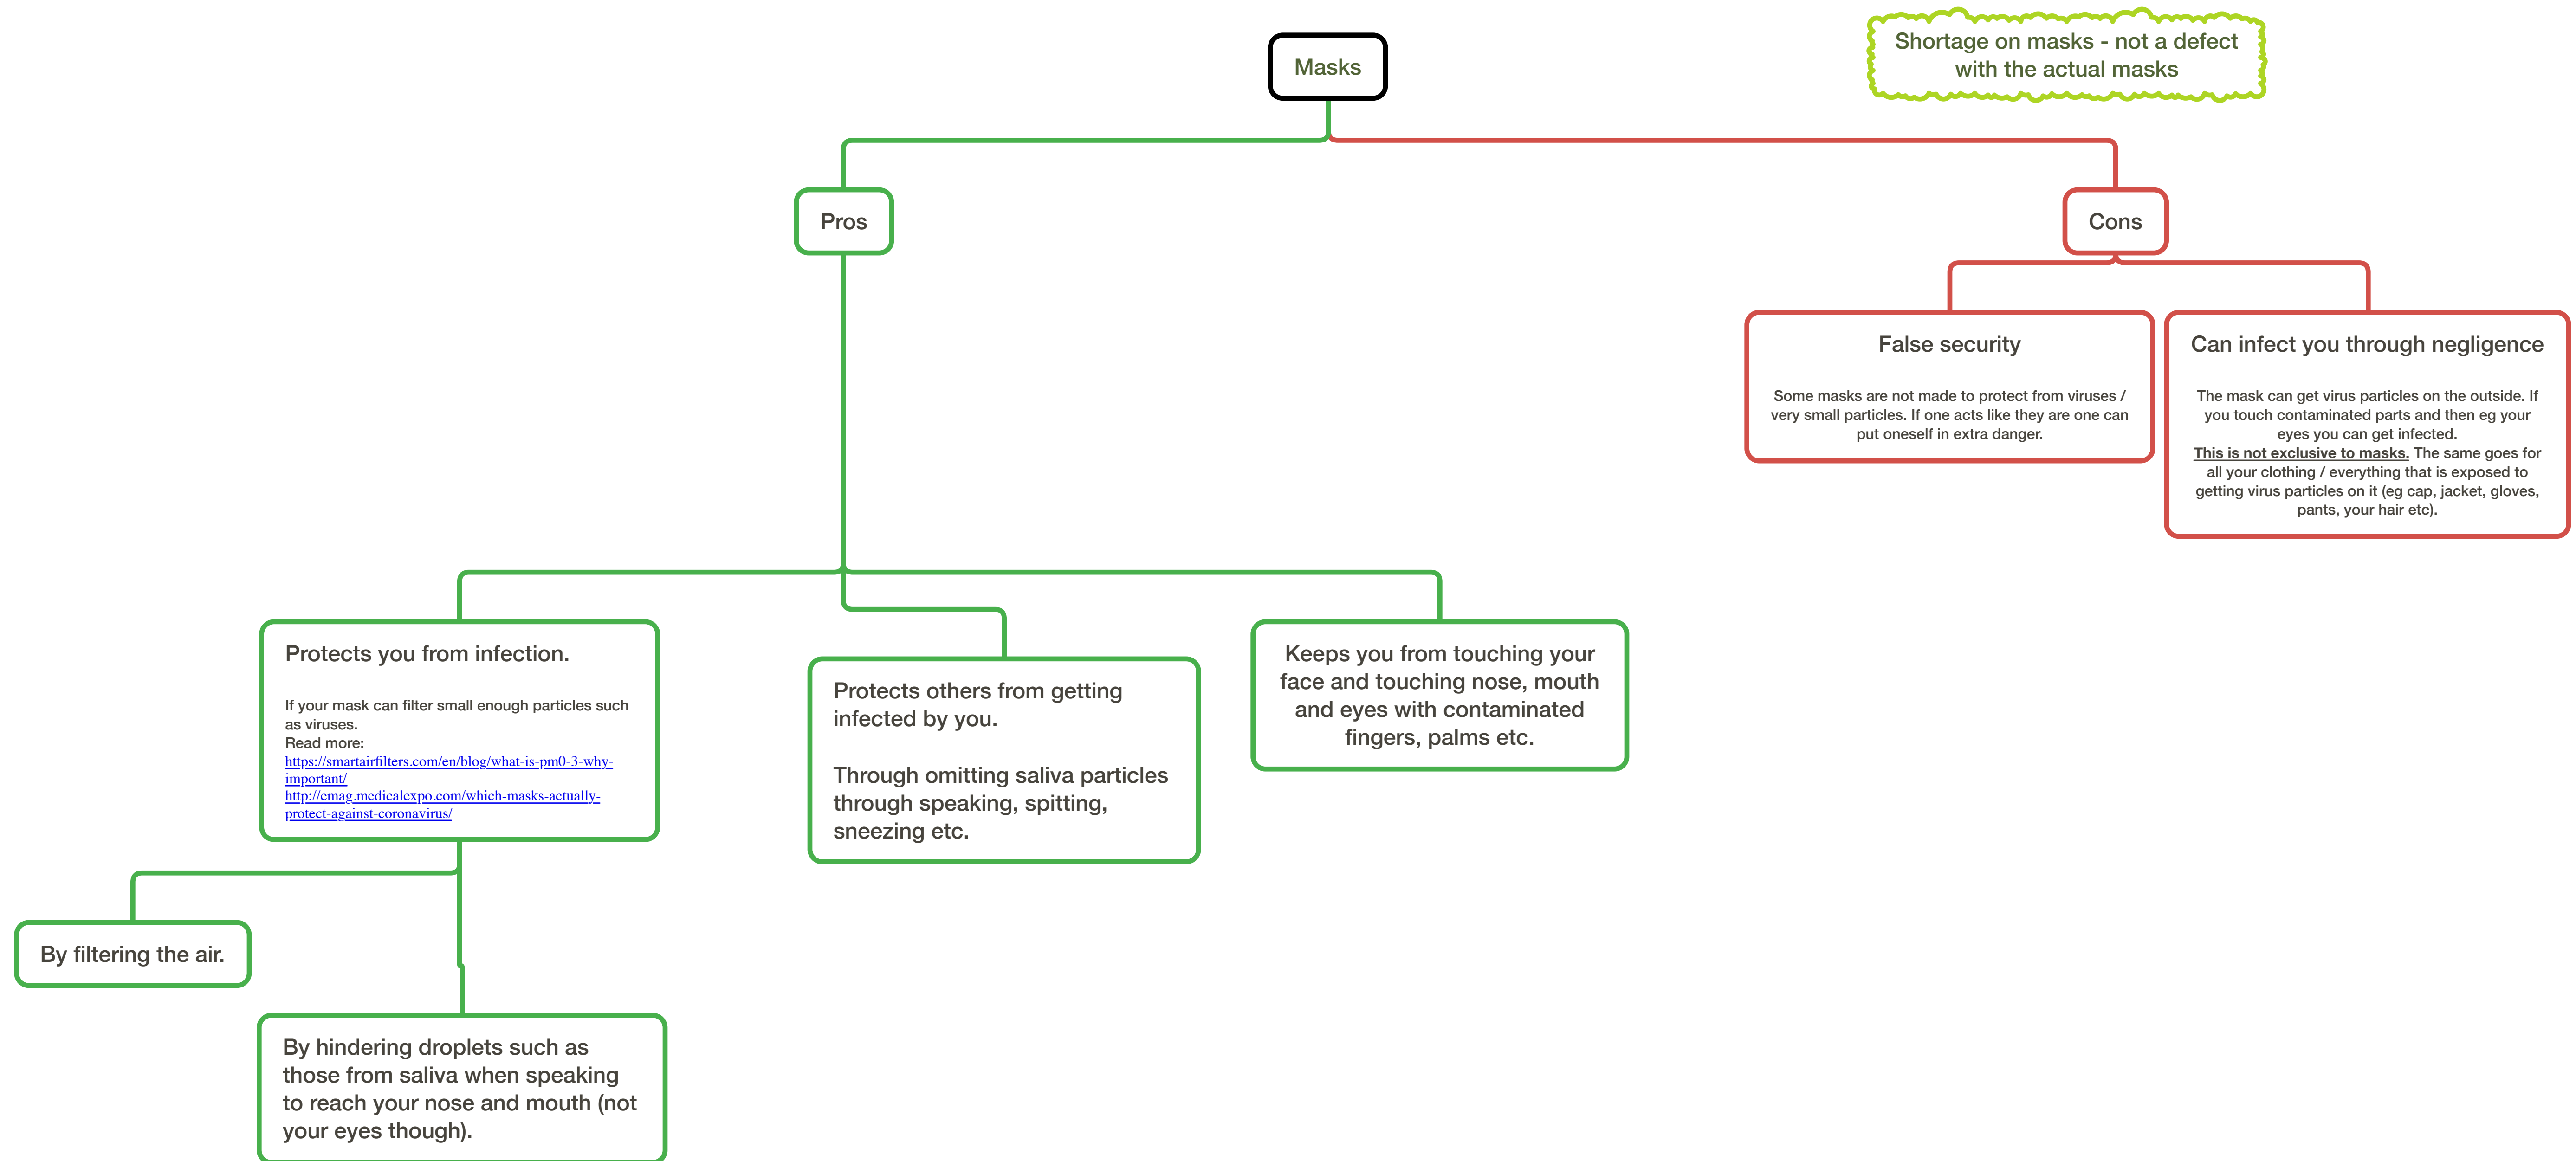 Masks
Shortage on masks - not a defect
with the actual masks
Pros
Cons
False security
Some masks are not made to protect from viruses /
very small particles. If one acts like they are one can
put oneself in extra danger.
Can infect you through negligence
The mask can get virus particles on the outside. If
you touch contaminated parts and then eg your
eyes you can get infected.
This is not exclusive to masks. The same goes for
all your clothing / everything that is exposed to
getting virus particles on it (eg cap, jacket, gloves,
pants, your hair etc).
Protects you from infection.
If your mask can filter small enough particles such
as viruses.
Read more:
https://smartairfilters.com/en/blog/what-is-pm0-3-why-
important/
http://emag.medicalexpo.com/which-masks-actually-
protect-against-coronavirus/
Protects others from getting
infected by you.
Through omitting saliva particles
through speaking, spitting,
sneezing etc.
Keeps you from touching your
face and touching nose, mouth
and eyes with contaminated
fingers, palms etc.
By filtering the air.
By hindering droplets such as
those from saliva when speaking
to reach your nose and mouth (not
your eyes though).